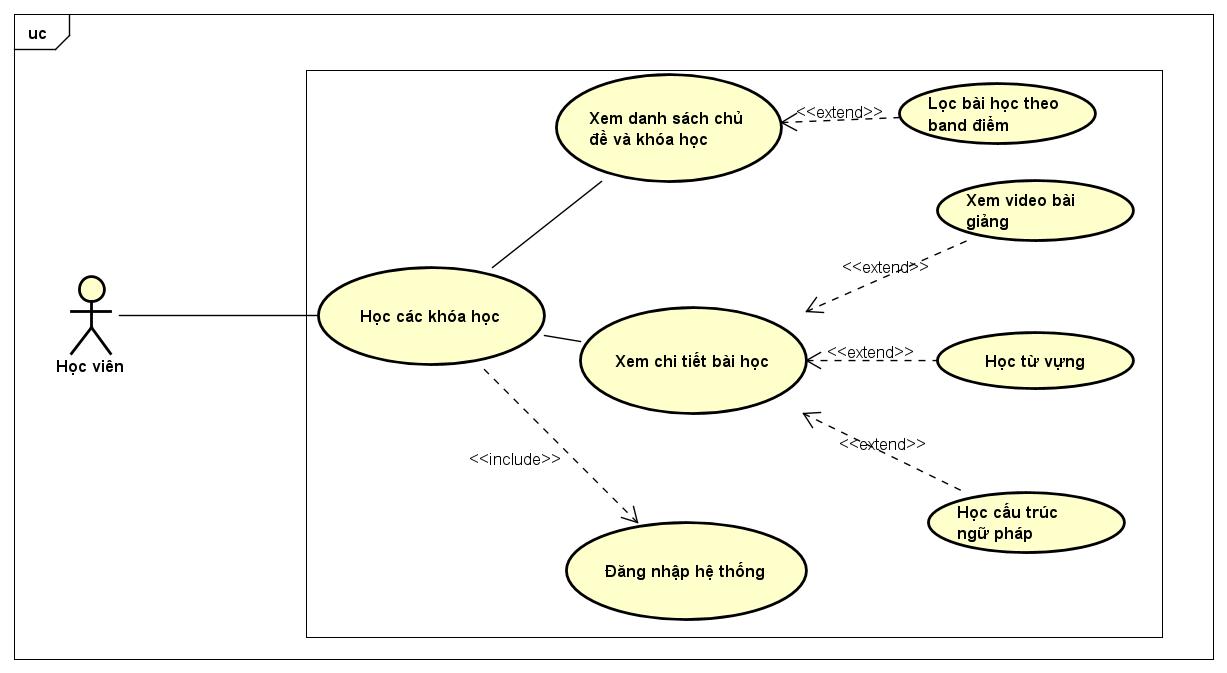 uc
Xem danh sách chủ
đề và khóa học
<<extend>>
Lọc bài học theo
band điểm
Xem video bài
giảng
<<extend>>
Học các khóa học
Học viên
Xem chi tiết bài học
<<extend>>
Học từ vựng
<<extend>>
<<include>>
Học cấu trúc
ngữ pháp
Đăng nhập hệ thống